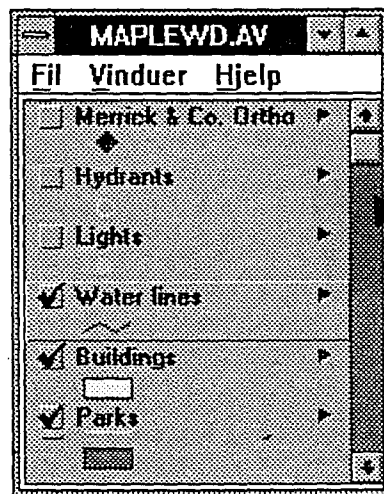 MAPLEWD.AV
Fil Vinduer Hjelp
Merrick & Co. Ortho
Hydrants
Lights
Water lines
Buildings
Parks